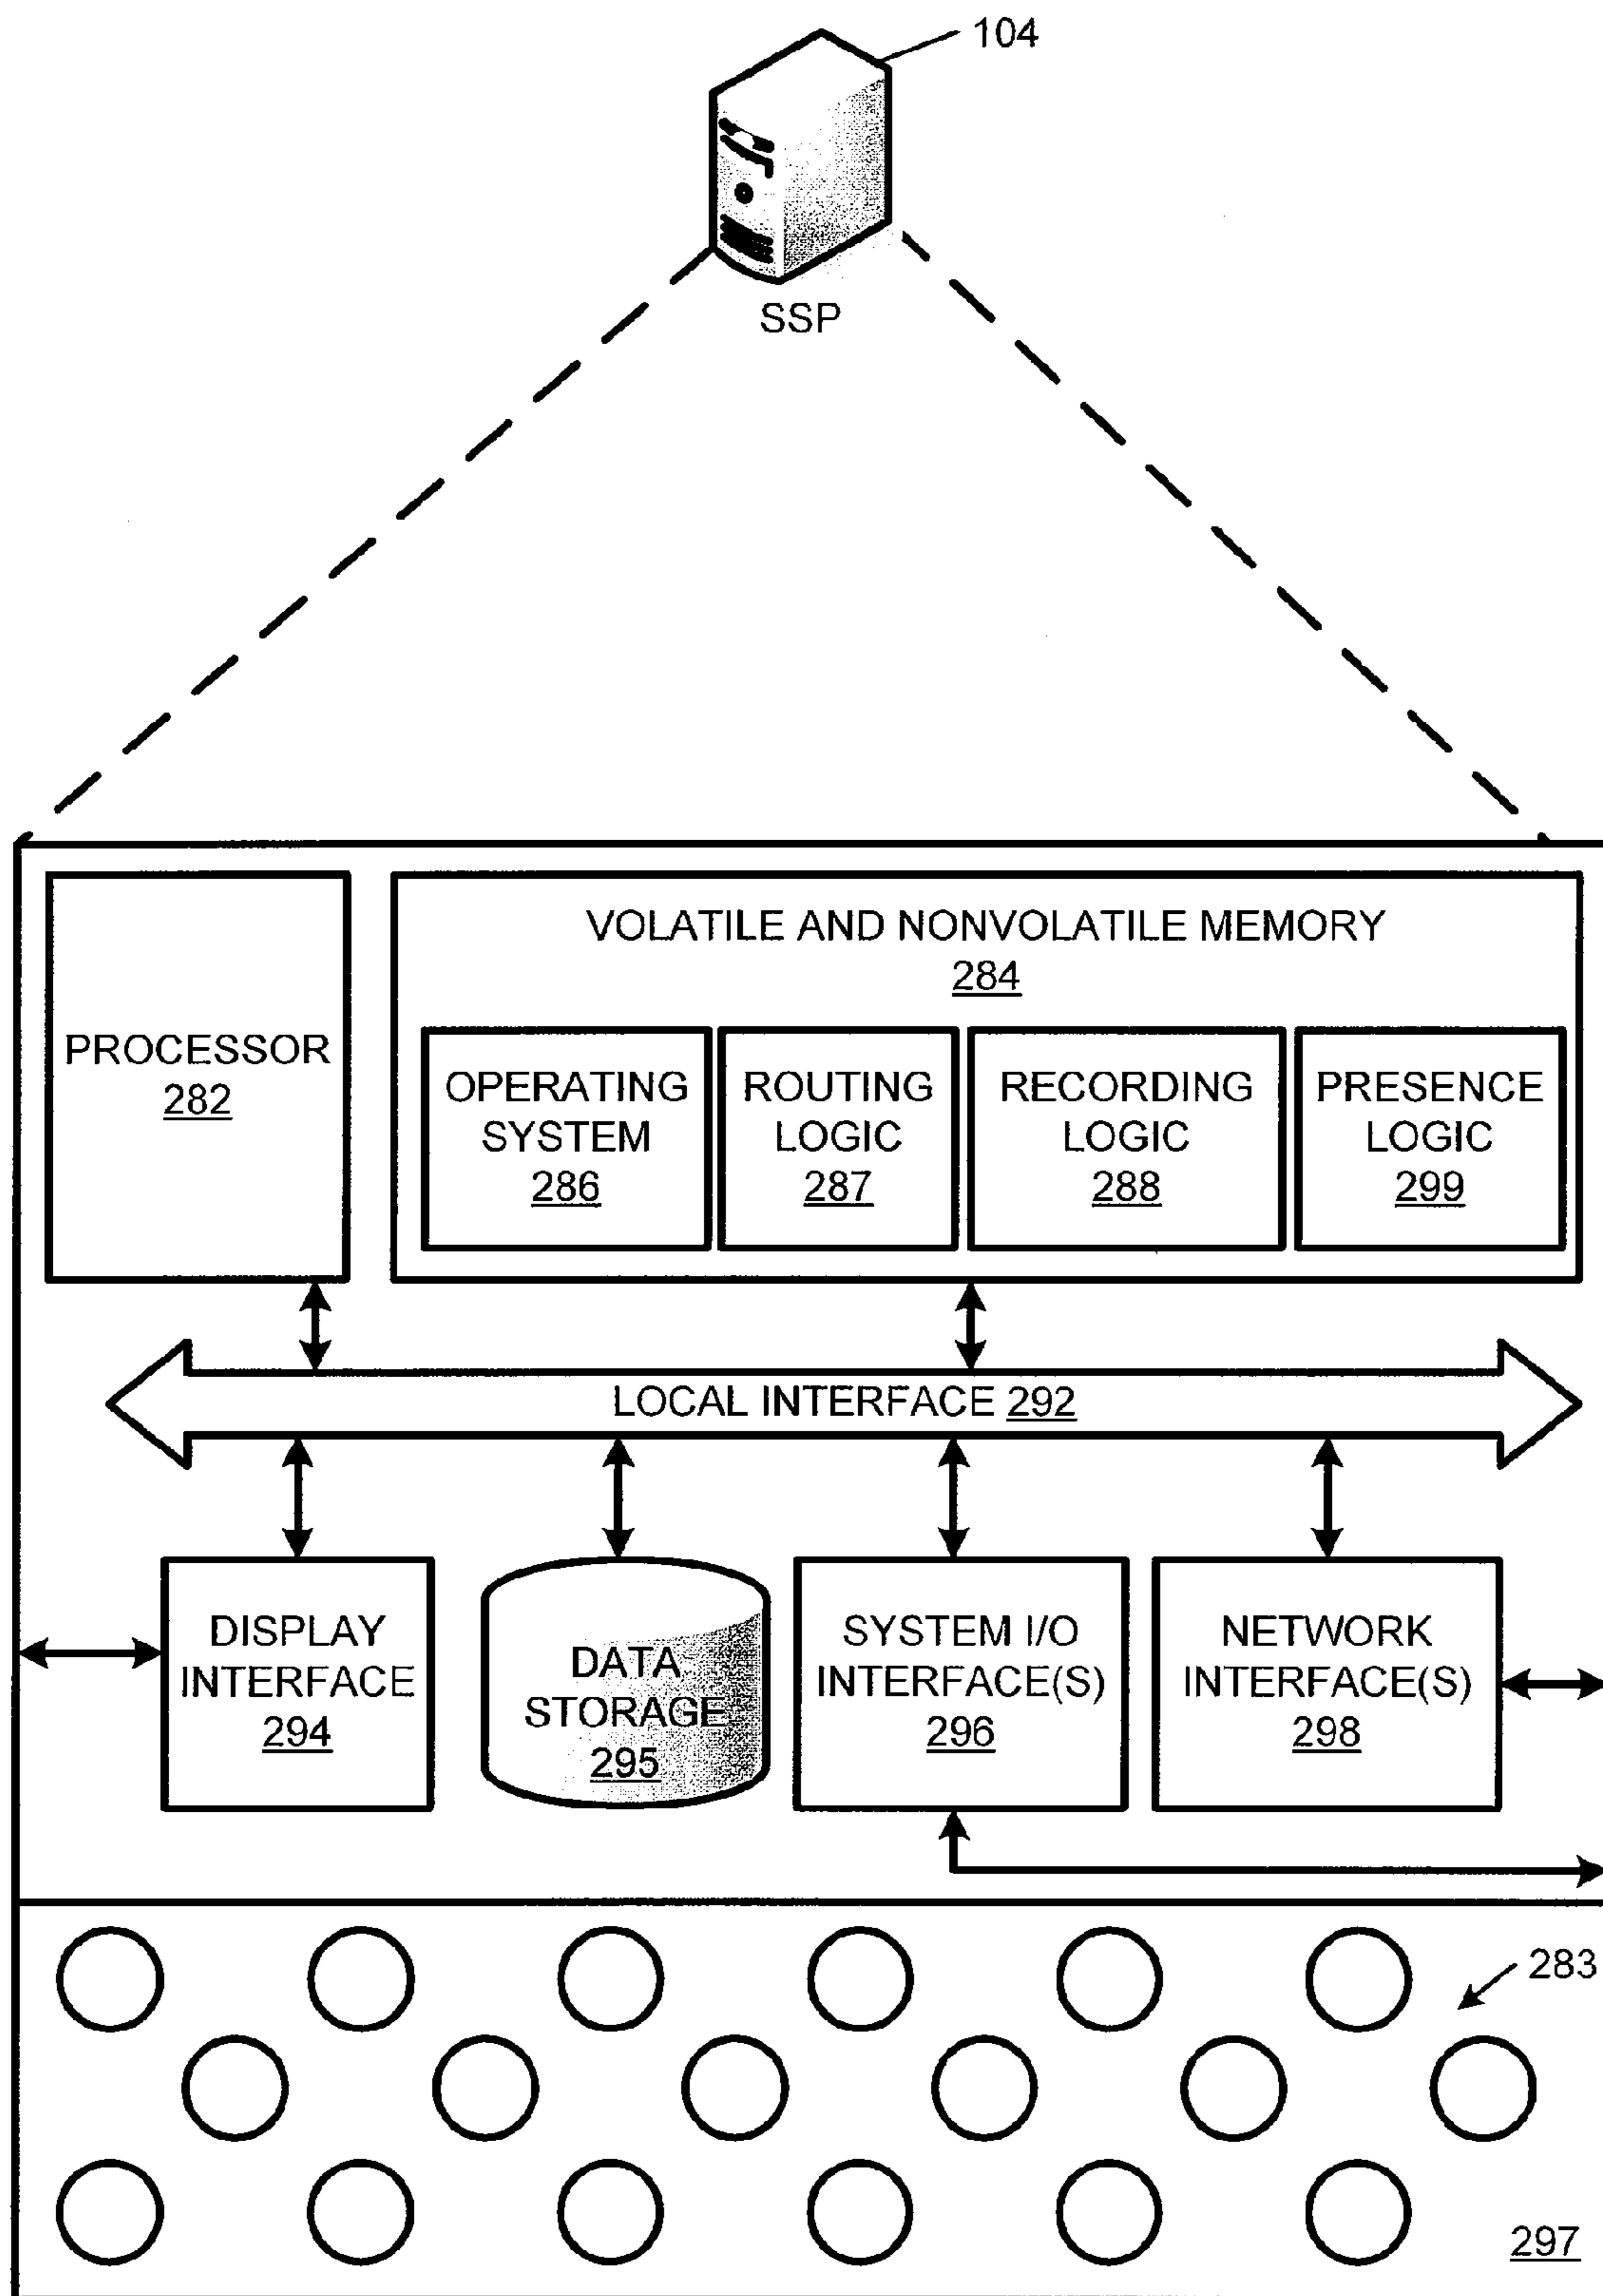 104
SSP
VOLATILE AND NONVOLATILE MEMORY
284
PROCESSOR
282
OPERATING
SYSTEM
286
ROUTING
LOGIC
287
RECORDING
LOGIC
288
PRESENCE
LOGIC
299
LOCAL INTERFACE 292
DISPLAY
INTERFACE
294
DATA
STORAGE
295
SYSTEM I/O
INTERFACE(S)
296
NETWORK
INTERFACE(S)
298
283
297